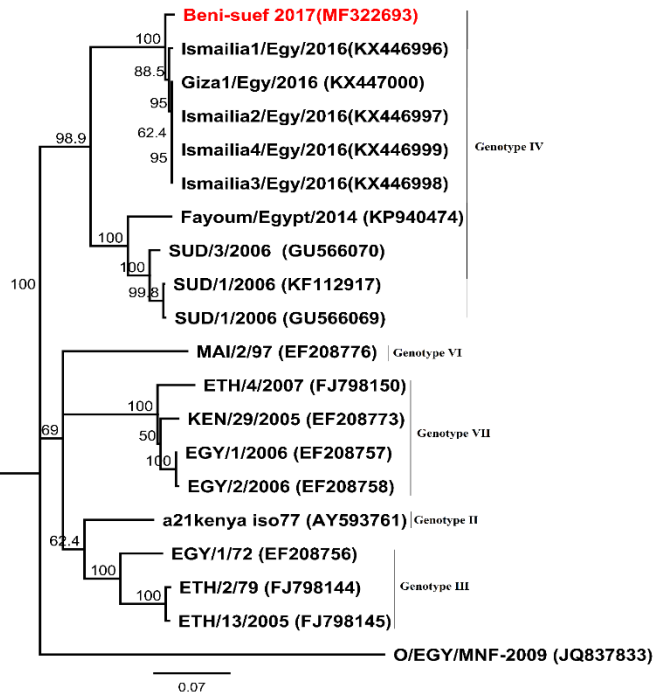 Beni-suef 2017(MF322693)
100
Ismailia1/Egy/2016(KX446996)
88.5
Giza1/Egy/2016 (KX447000)
95
Ismailia2/Egy/2016(KX446997)
62.4
98.9
Ismailia4/Egy/2016(KX446999)
Genotype IV
95
Ismailia3/Egy/2016(KX446998)
Fayoum/Egypt/2014 (KP940474)
100
SUD/3/2006 (GU566070)
100
100
SUD/1/2006 (KF112917)
99.8
SUD/1/2006 (GU566069)
MAI/2/97 (EF208776)
Genotype VI
ETH/4/2007 (FJ798150)
100
KEN/29/2005 (EF208773)
69
50
Genotype VII
EGY/1/2006 (EF208757)
100
EGY/2/2006 (EF208758)
a21kenya iso77 (AY593761)
Genotype II
62.4
EGY/1/72 (EF208756)
100
ETH/2/79 (FJ798144)
Genotype III
100
ETH/13/2005 (FJ798145)
O/EGY/MNF-2009 (JQ837833)
0.07